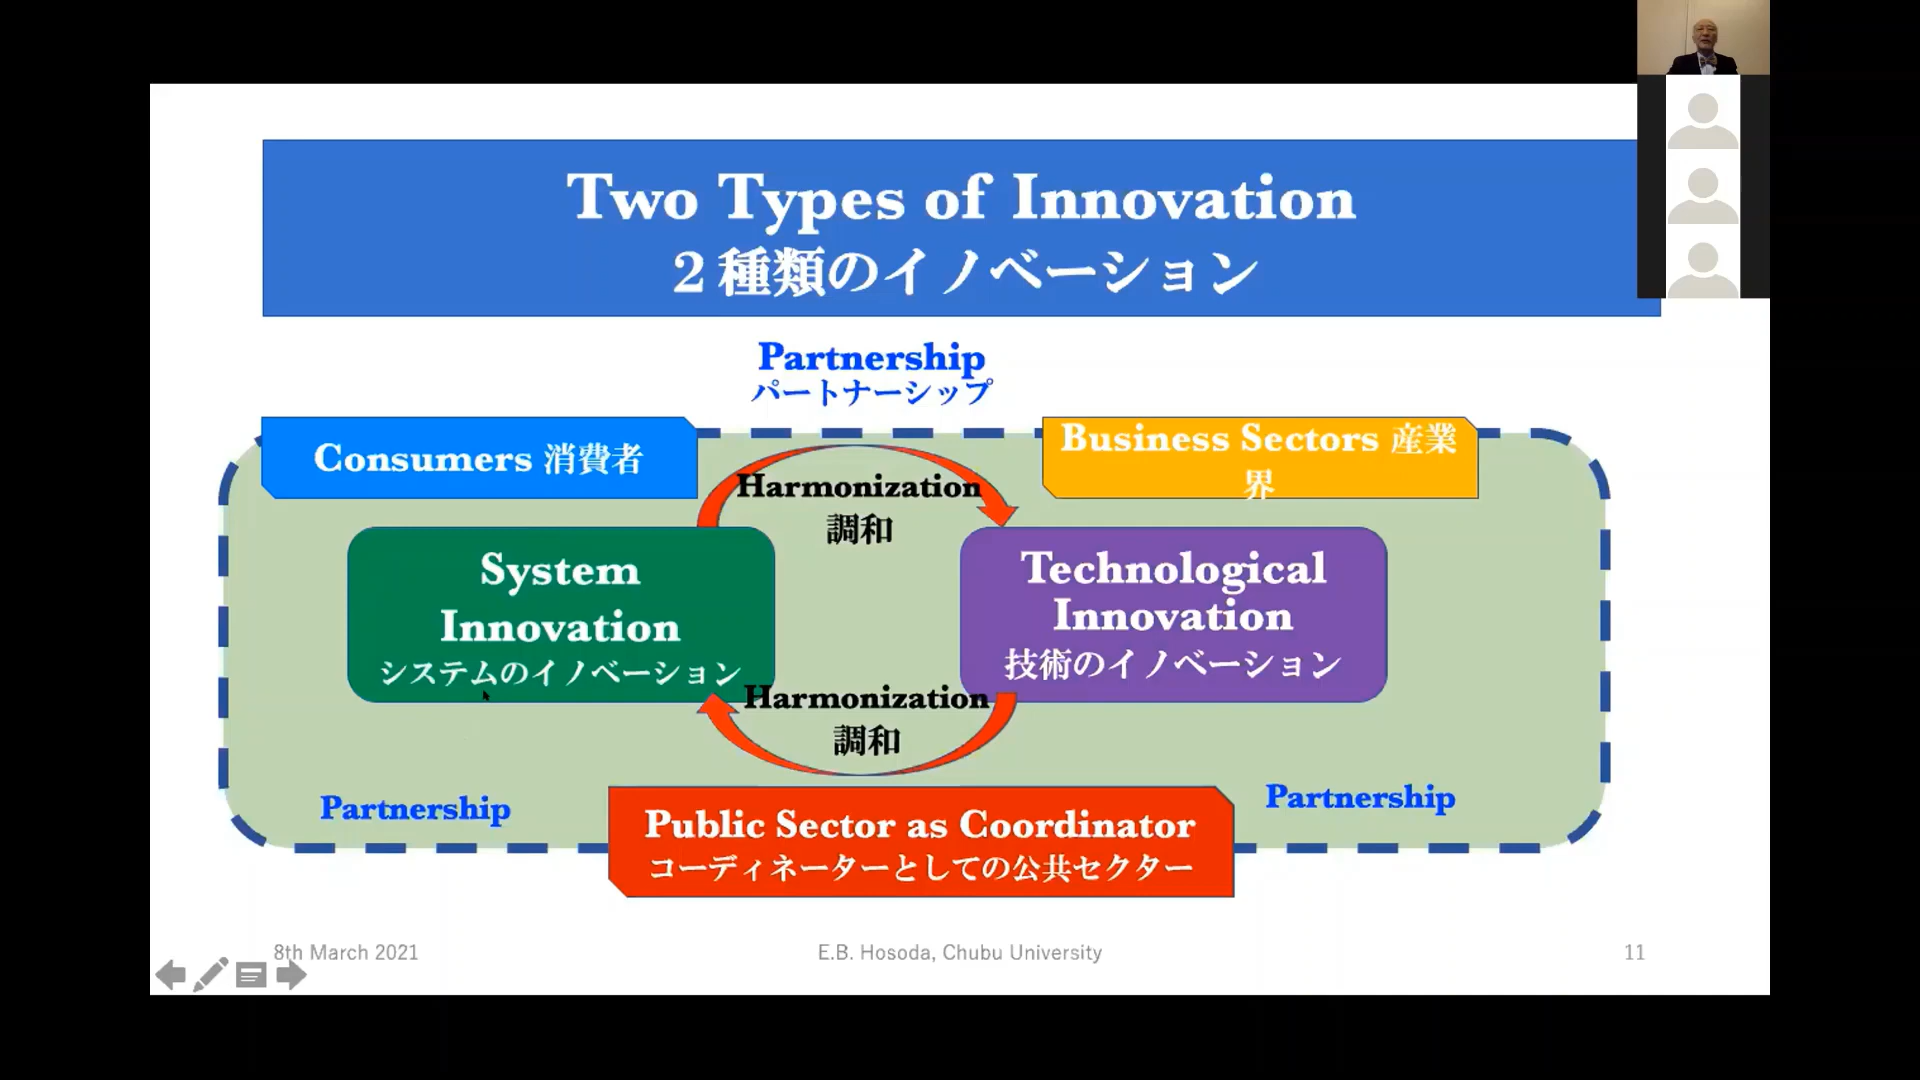 Two Types of Innovation
２種類のイノベーション
Partnership
パートナーシップ
Consumers 消費者
Business Sectors 産業
界
Harmonization
調和
System
Innovation
システムのイノベーション
Technological
Innovation
技術のイノベーション
Harmonization
調和
Partnership
Partnership
Public Sector as Coordinator
コーディネーターとしての公共セクター
8th March 2021
E.B. Hosoda, Chubu University
11